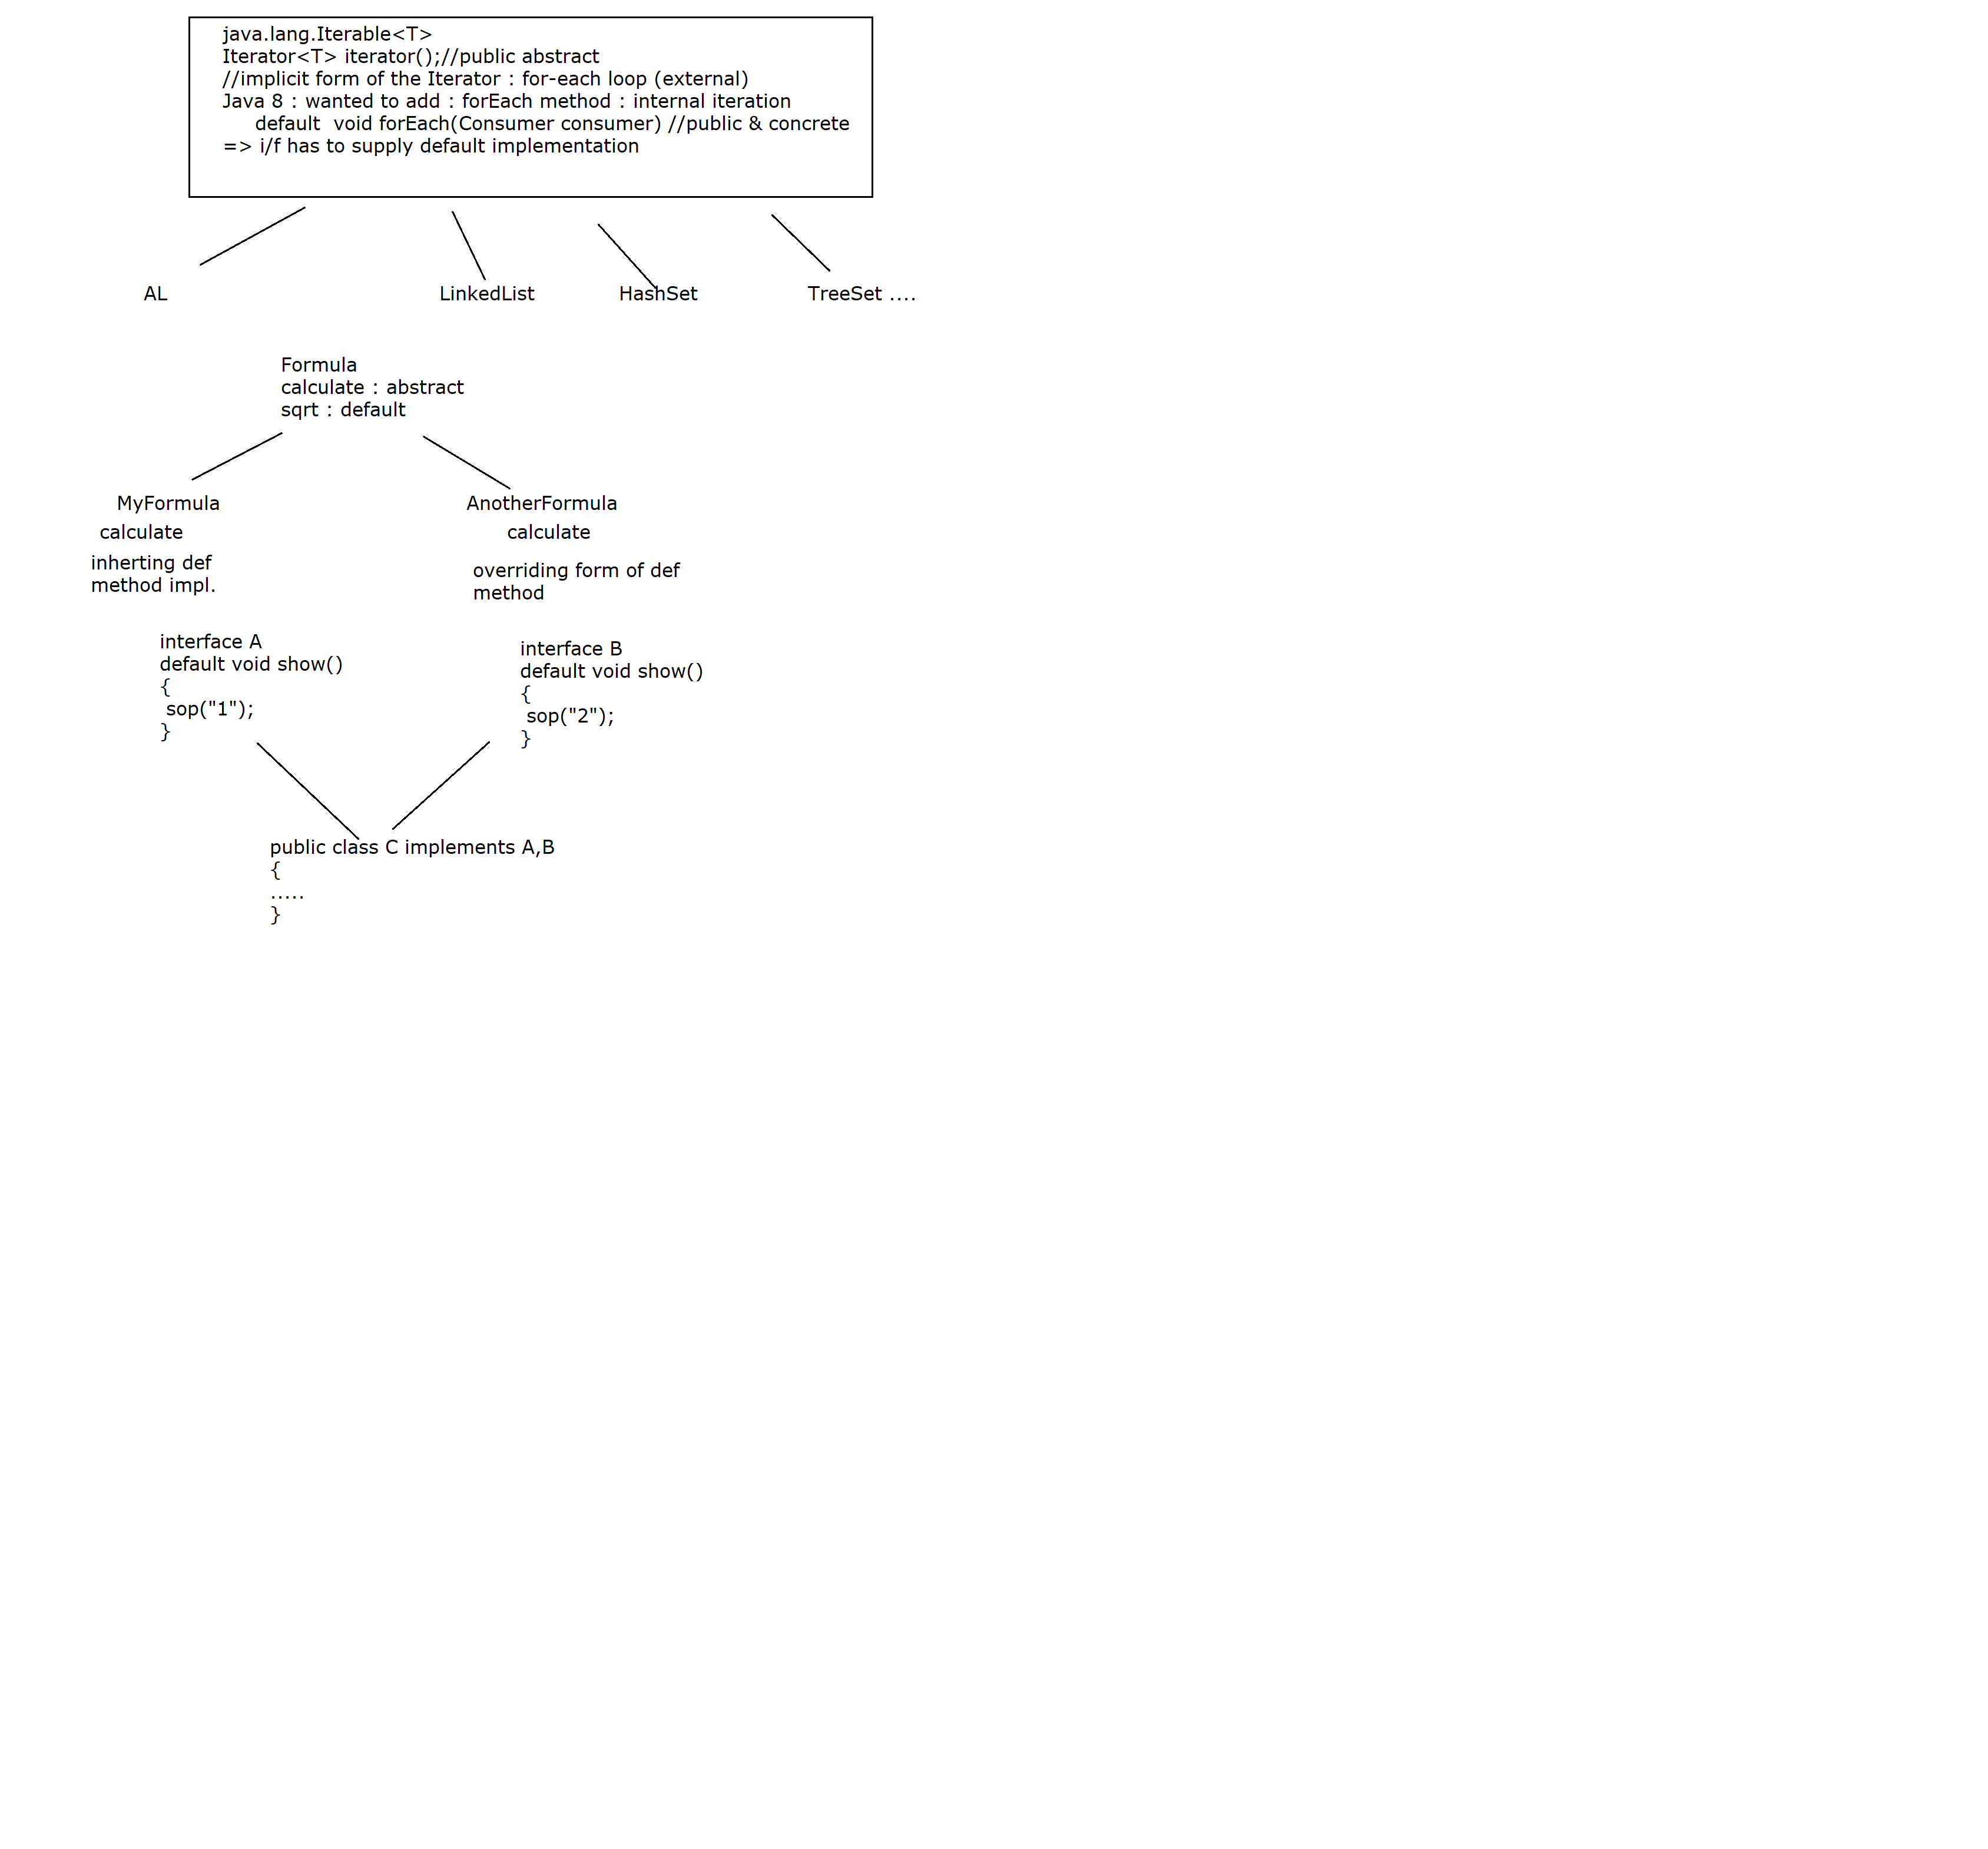 java.lang.Iterable<T>
Iterator<T> iterator();//public abstract
//implicit form of the Iterator : for-each loop (external)
Java 8 : wanted to add : forEach method : internal iteration
default  void forEach(Consumer consumer) //public & concrete
=> i/f has to supply default implementation
AL
LinkedList
HashSet
TreeSet ....
Formula
calculate : abstract
sqrt : default
MyFormula
calculate
inherting def
method impl.
AnotherFormula
calculate
overriding form of def
method
interface A
default void show()
{
sop("1");
}
interface B
default void show()
{
sop("2");
}
public class C implements A,B
{
.....
}